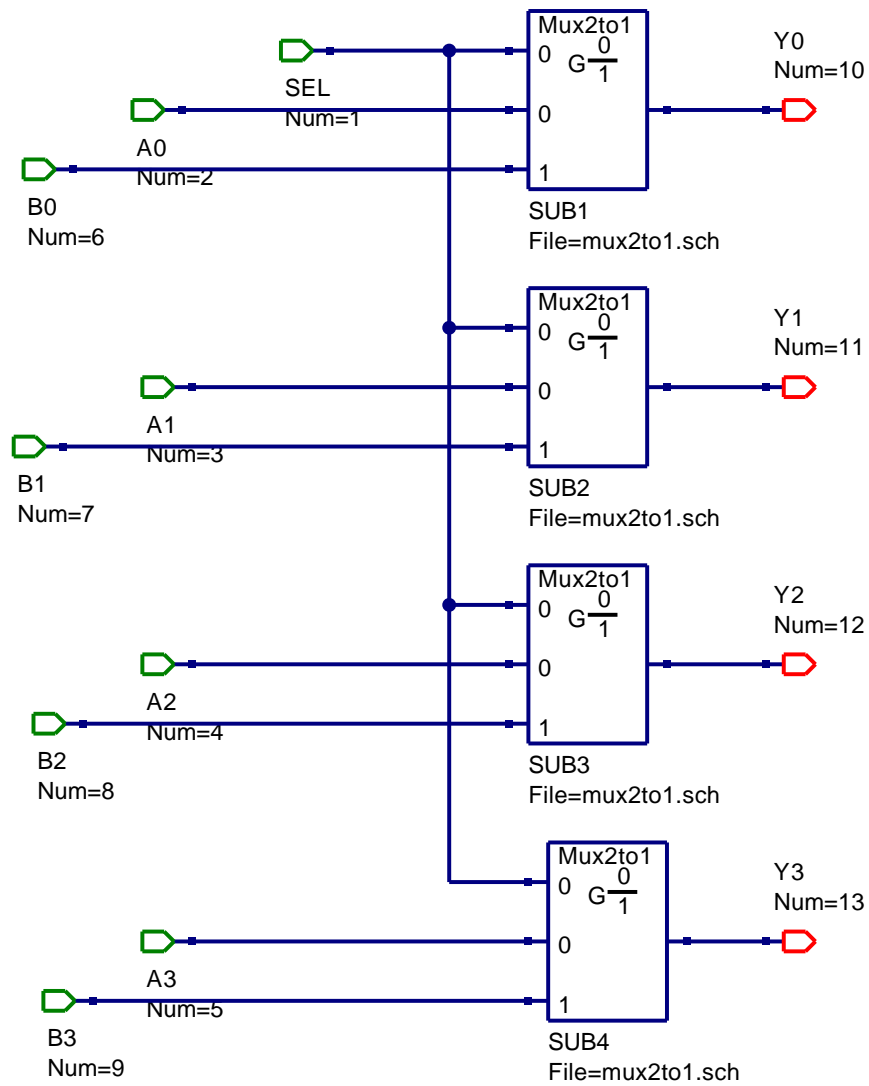 Mux2to1
0
G
0
1
0
1
SEL
Num=1
A0
Num=2
B0
Num=6
Y0
Num=10
SUB1
File=mux2to1.sch
Mux2to1
0
G
0
1
0
1
A1
Num=3
B1
Num=7
Y1
Num=11
SUB2
File=mux2to1.sch
Mux2to1
0
G
0
1
0
1
A2
Num=4
B2
Num=8
Y2
Num=12
SUB3
File=mux2to1.sch
Mux2to1
0
G
0
1
0
1
A3
Num=5
B3
Num=9
Y3
Num=13
SUB4
File=mux2to1.sch